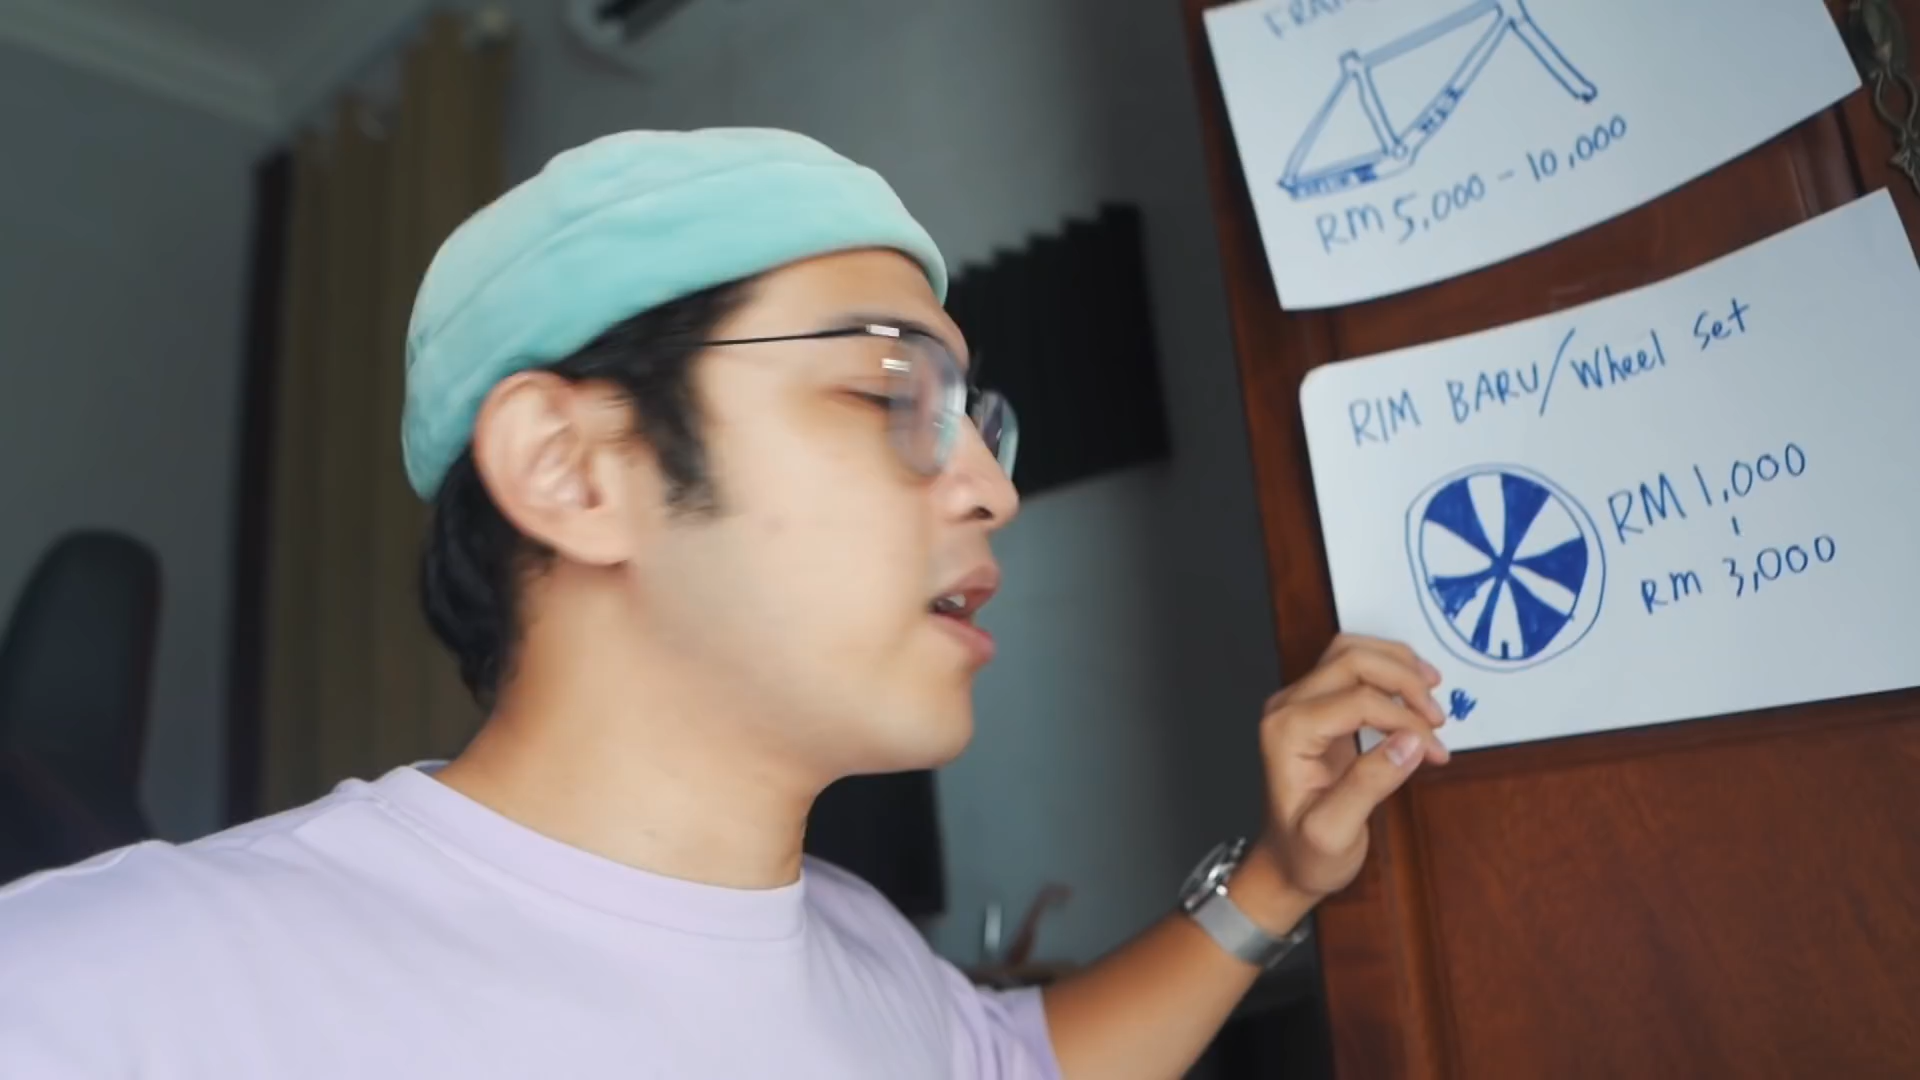 RM 5,000 - 10,000
RIM BARU/Wheel Set
RM 1,000
-
RM 3,000